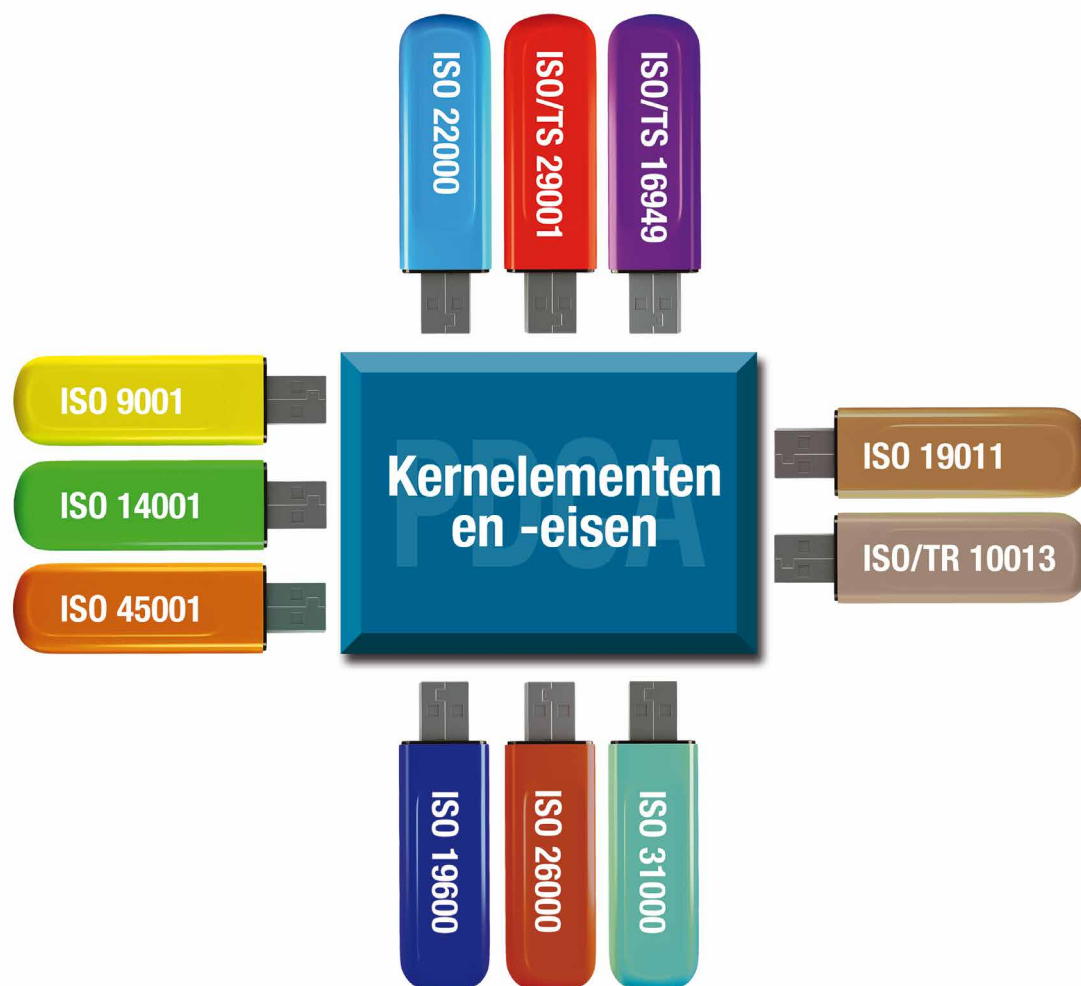 ISO 22000
ISO/TS 29001
ISO/TS 16949
ISO 9001
ISO 14001
ISO 45001
PDCA
Kernelementen
en -eisen
ISO 19011
ISO/TR 10013
ISO 19600
ISO 26000
ISO 31000